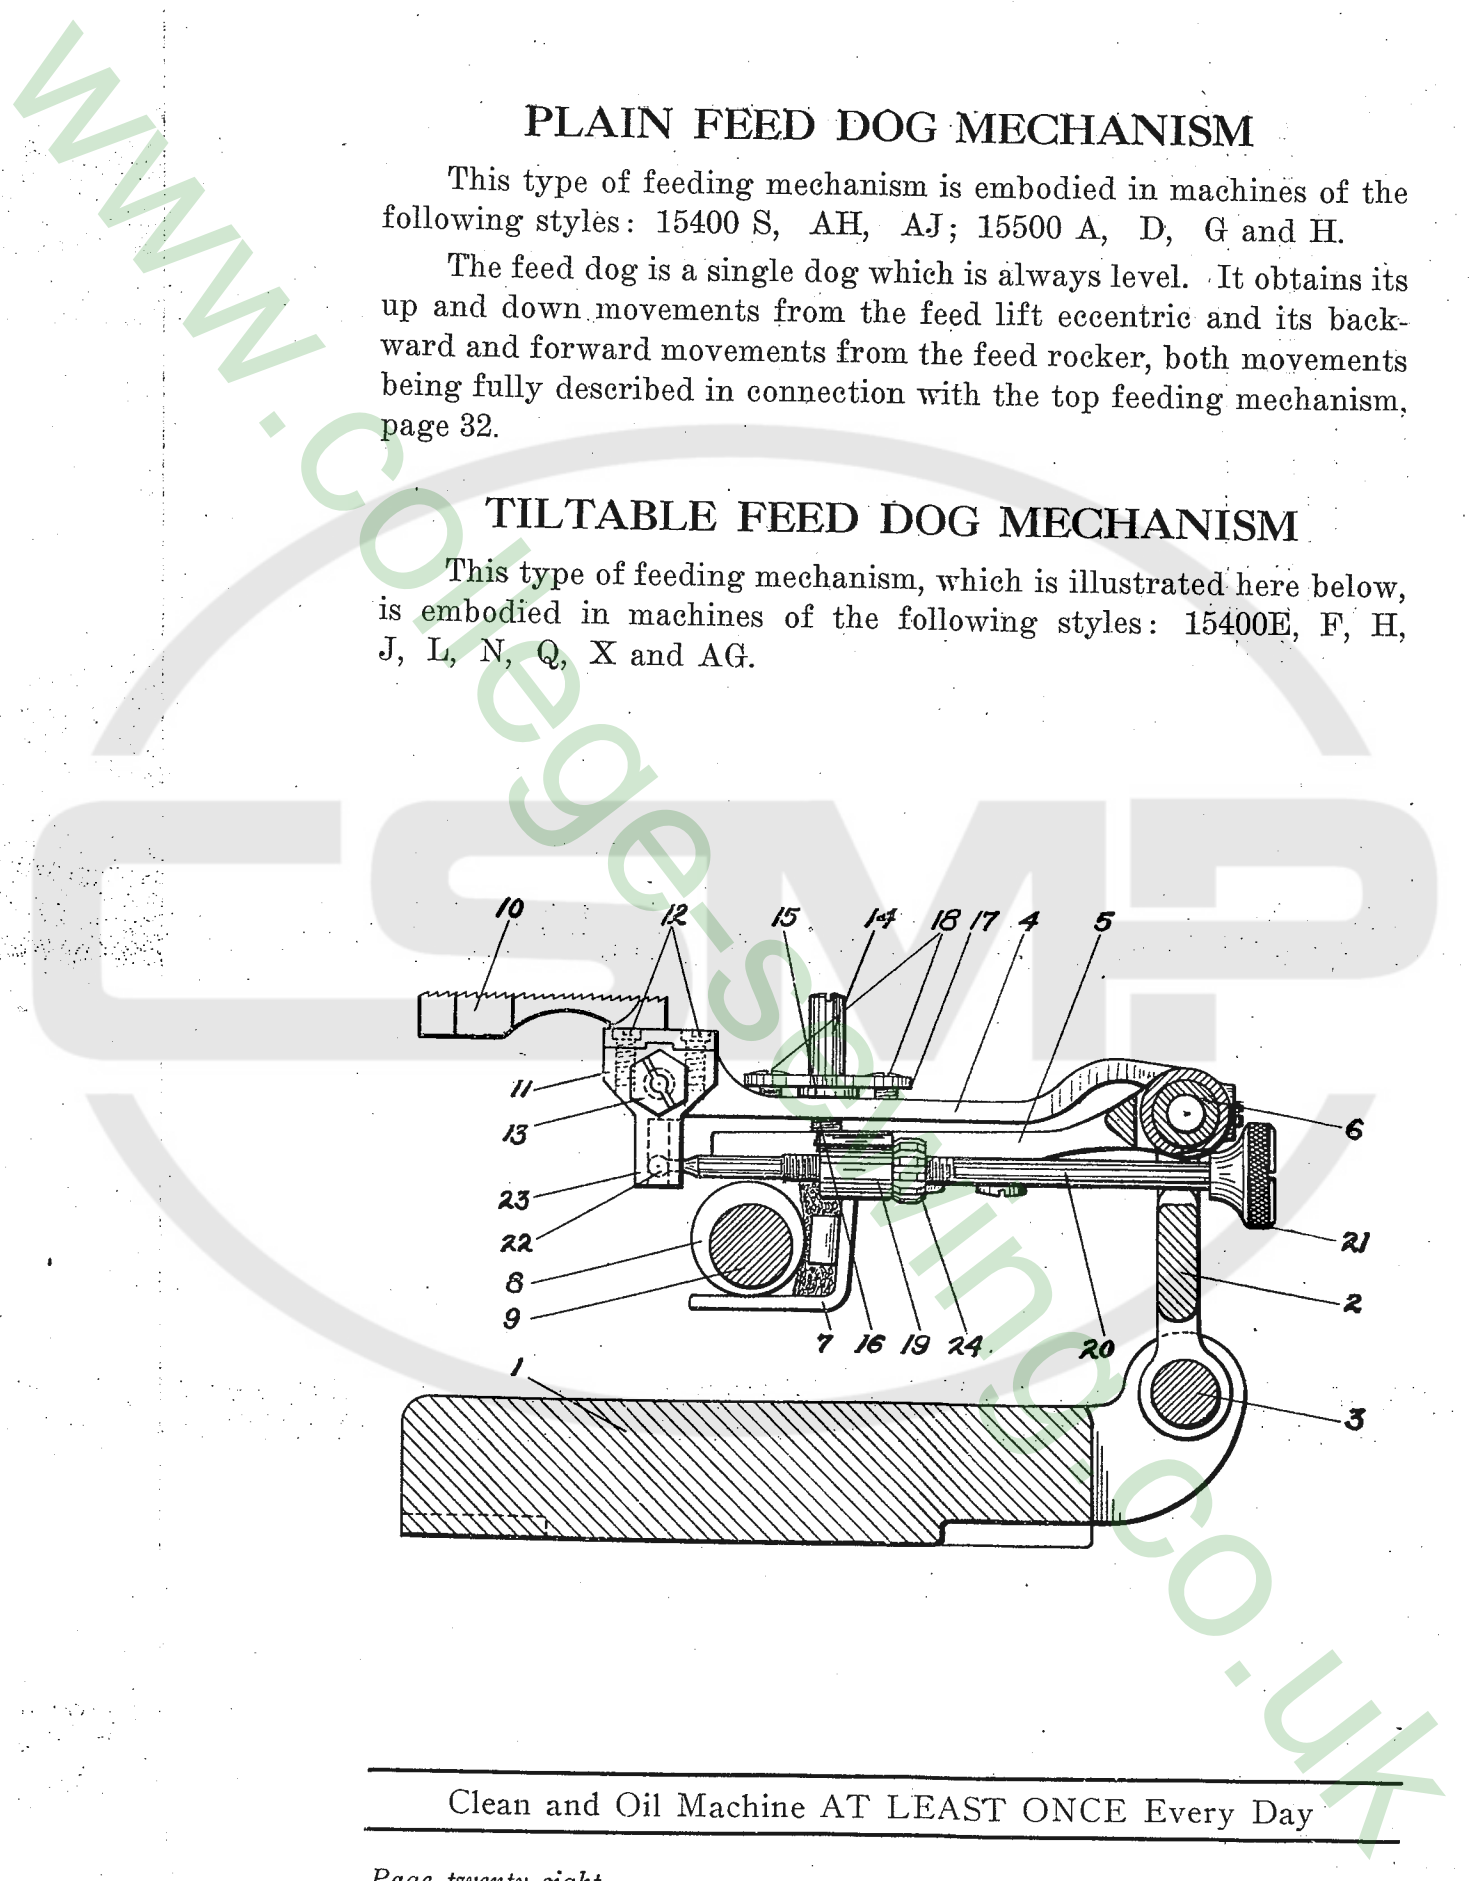 PLAIN FEED DOG MECHANISM
This type of feeding mechanism is embodied in machines of the
following styles: 15400 S, AH, AJ; 15500 A, D, G and H.
The feed dog is a single dog which is always level. It obtains its
up and down movements from the feed lift eccentric and its back-
ward and forward movements from the feed rocker, both movements
being fully described in connection with the top feeding mechanism,
page 32.
TILTABLE FEED DOG MECHANISM
This type of feeding mechanism, which is illustrated here below,
is embodied in machines of the following styles: 15400E, F, H,
J, L, N, Q, X and AG.
10 12 15 14 18 17 4 5
11
13
6
23
22
21
8
2
9
7 16 19 24 20
1
3
Clean and Oil Machine AT LEAST ONCE Every Day
Page twenty-eight
www.college-sewing.co.uk
CSMP